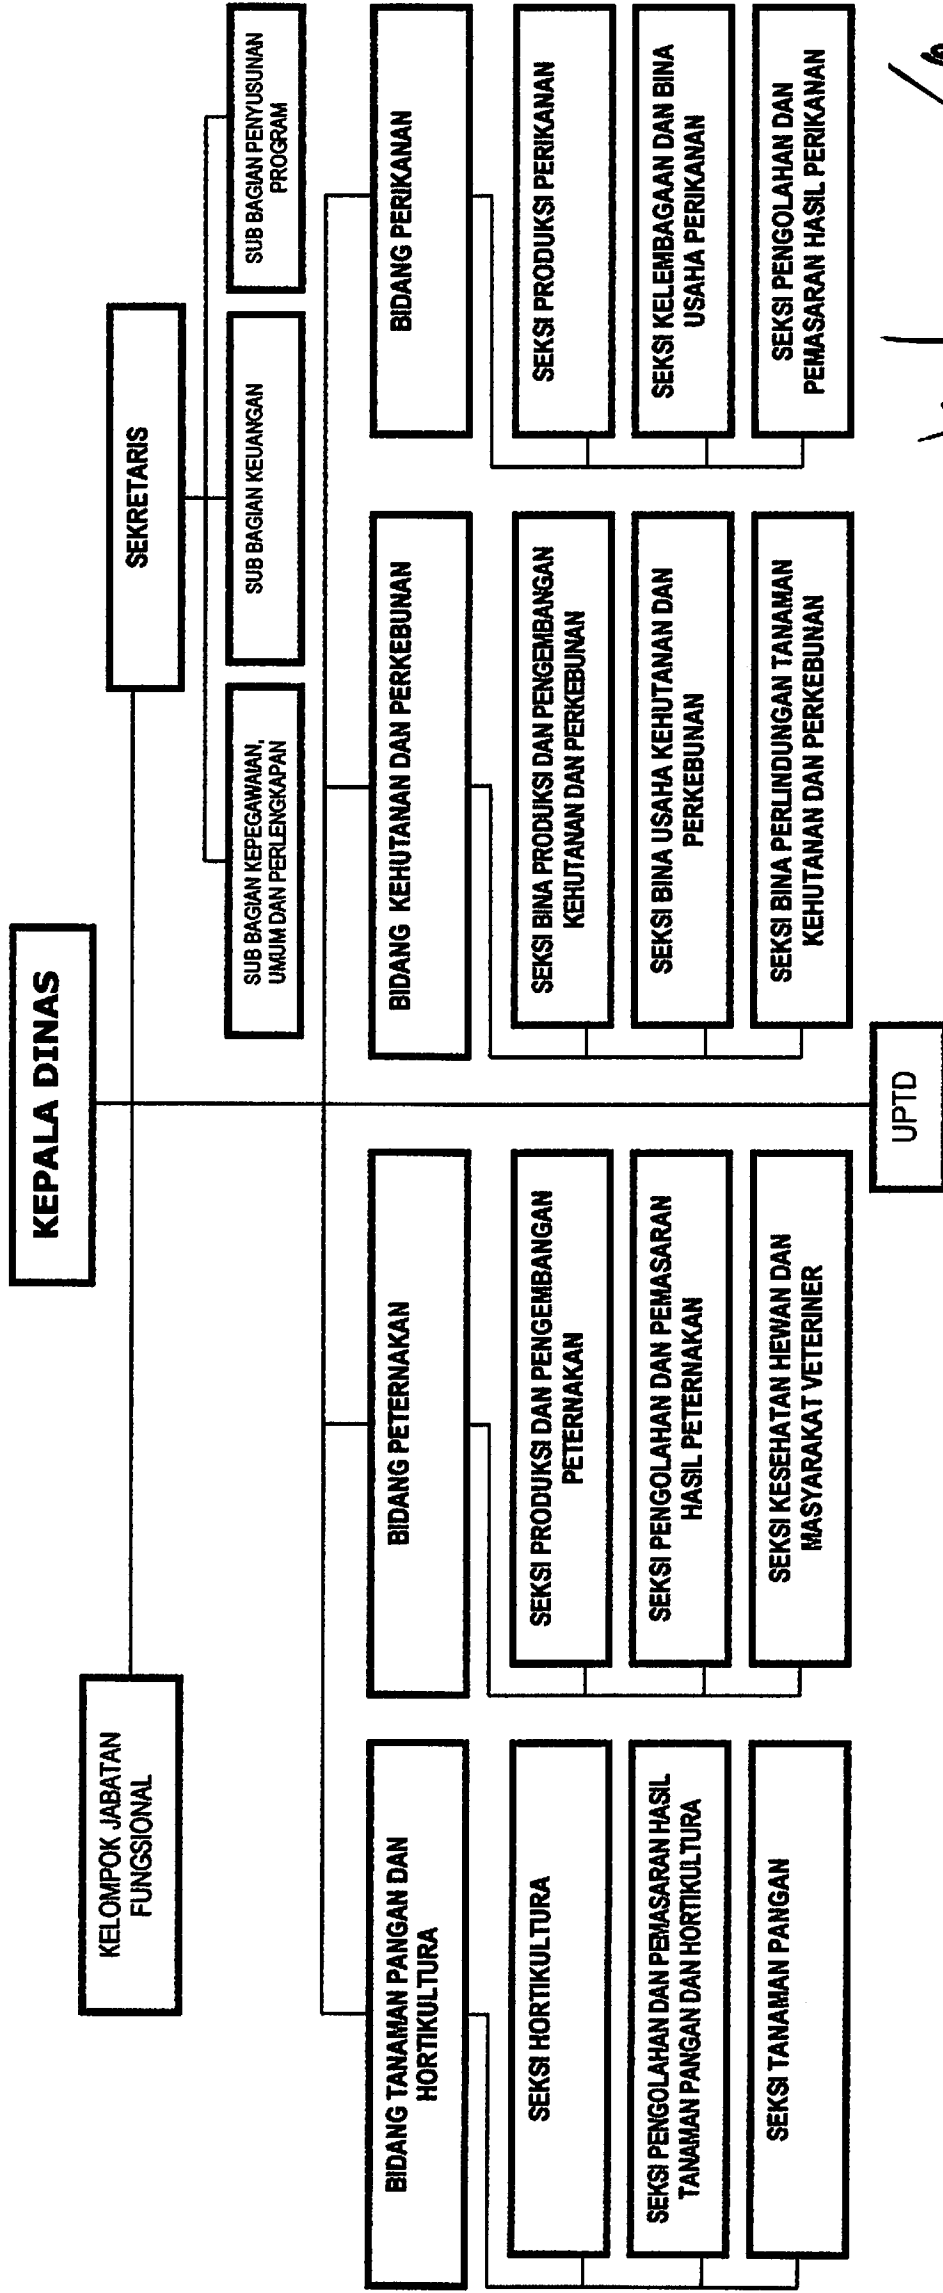 KEPALA DINAS
KELOMPOK JABATAN
FUNGSIONAL
SEKRETARIS
SUB BAGIAN KEPEGAWAIAN,
UMUM DAN PERLENGKAPAN
SUB BAGIAN KEUANGAN
SUB BAGIAN PENYUSUNAN
PROGRAM
BIDANG TANAMAN PANGAN DAN
HORTIKULTURA
SEKSI HORTIKULTURA
SEKSI PENGOLAHAN DAN PEMASARAN HASIL
TANAMAN PANGAN DAN HORTIKULTURA
SEKSI TANAMAN PANGAN
BIDANG PETERNAKAN
SEKSI PRODUKSI DAN PENGEMBANGAN
PETERNAKAN
SEKSI PENGOLAHAN DAN PEMASARAN
HASIL PETERNAKAN
SEKSI KESEHATAN HEWAN DAN
MASYARAKAT VETERINER
BIDANG KEHUTANAN DAN PERKEBUNAN
SEKSI BINA PRODUKSI DAN PENGEMBANGAN
KEHUTANAN DAN PERKEBUNAN
SEKSI BINA USAHA KEHUTANAN DAN
PERKEBUNAN
SEKSI BINA PERLINDUNGAN TANAMAN
KEHUTANAN DAN PERKEBUNAN
BIDANG PERIKANAN
SEKSI PRODUKSI PERIKANAN
SEKSI KELEMBAGAAN DAN BINA
USAHA PERIKANAN
SEKSI PENGOLAHAN DAN
PEMASARAN HASIL PERIKANAN
UPTD